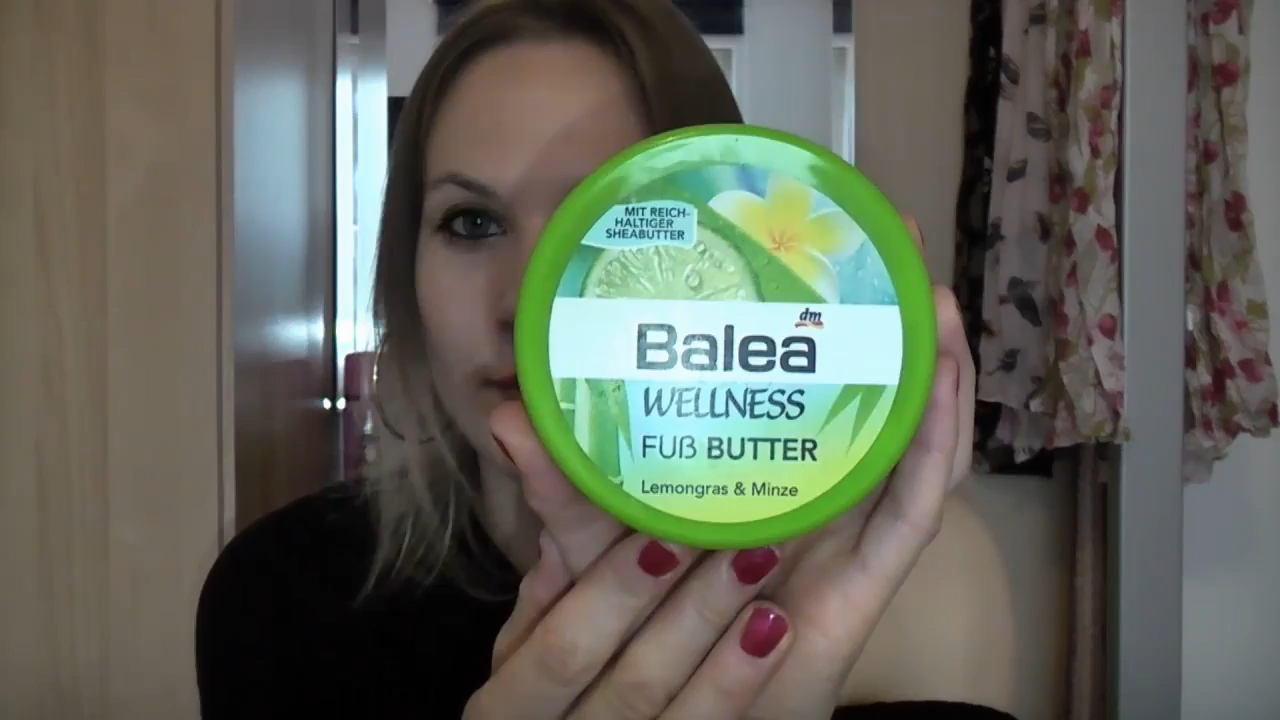 MIT REICH-
HALTIGER
SHEABUTTER
dm
Balea
WELLNESS
FUß BUTTER
Lemongras & Minze